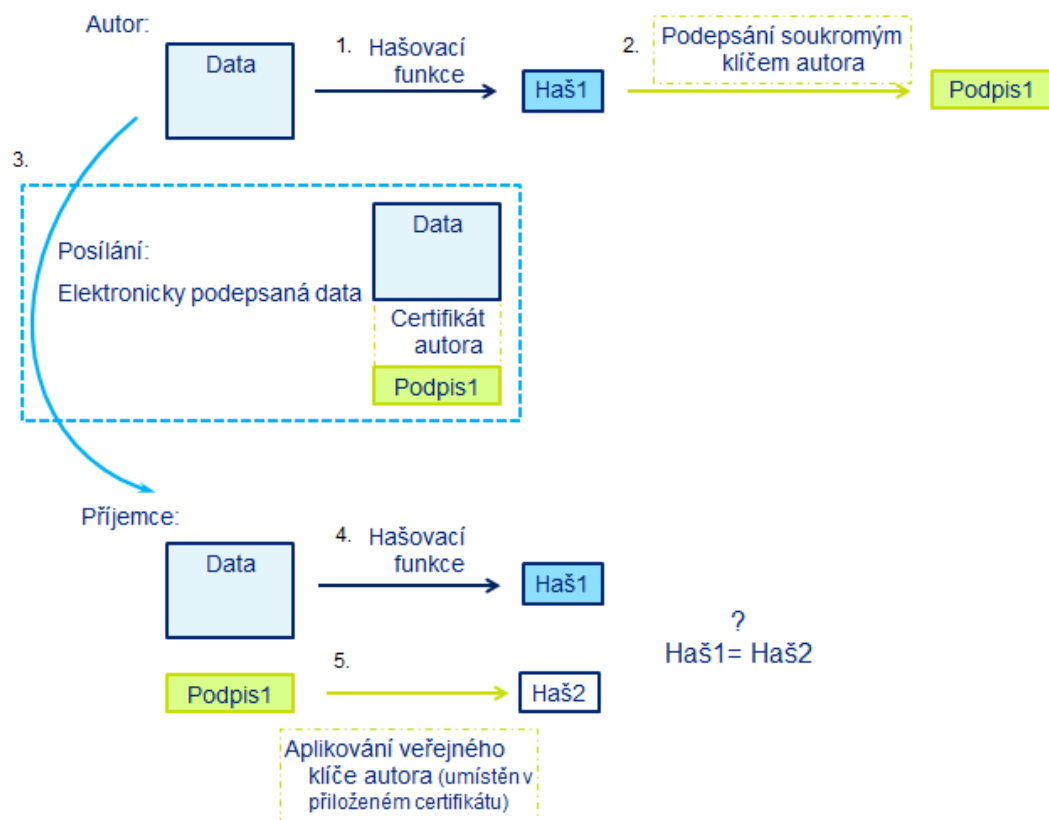 Autor:
Data
1. Hašovací
funkce
Haš1
2. Podepsání soukromým
klíčem autora
Podpis1
3.
Posílání:
Elektronicky podepsaná data
Data
Certifikát
autora
Podpis1
Příjemce:
Data
4. Hašovací
funkce
Haš1
?
Haš1= Haš2
Podpis1
5.
Haš2
Aplikování veřejného
klíče autora (umístěn v
přiloženém certifikátu)